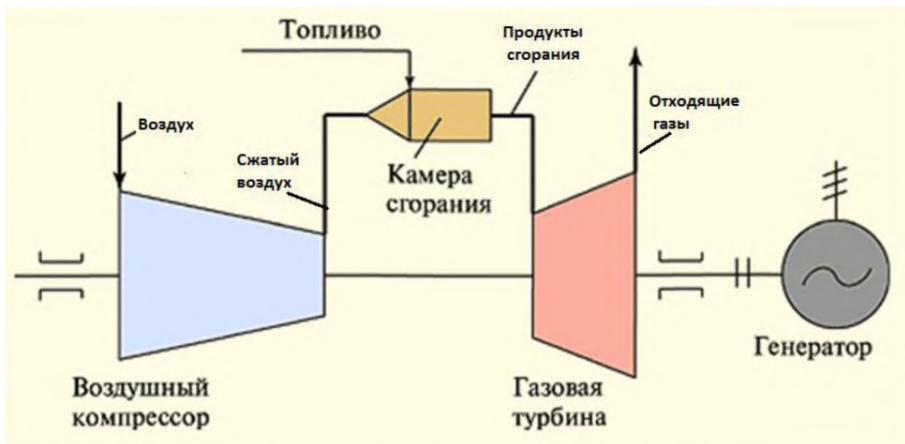 Топливо
Продукты
сгорания
Воздух
Отходящие
газы
Сжатый
воздух
Камера
сгорания
Воздушный
компрессор
Газовая
турбина
Генератор